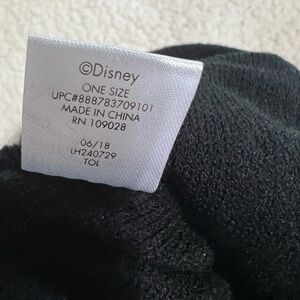 ©Disney
ONE SIZE
UPC#888783709101
MADE IN CHINA
RN 109028
06/18
LH240729
TOL